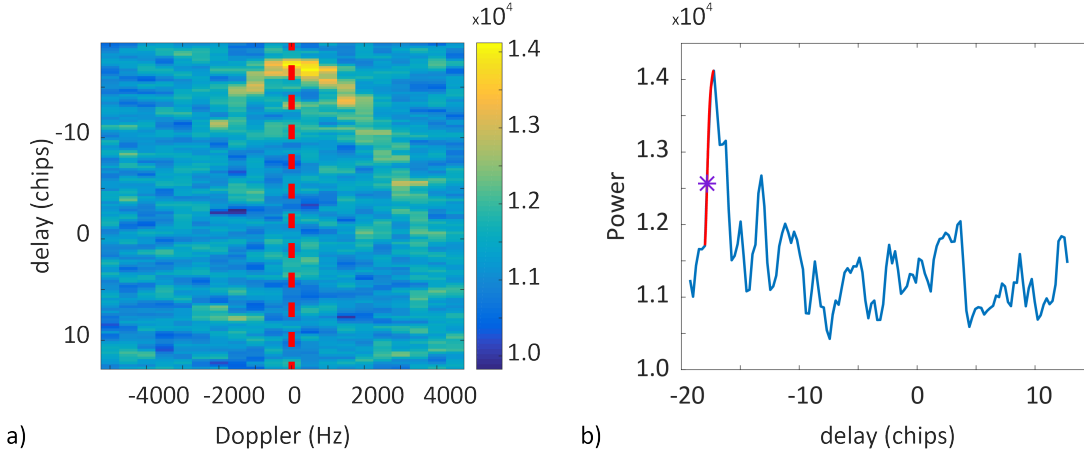 x10⁴
x10⁴
1.4
1.3
1.2
1.1
1.0
-10
0
10
delay (chips)
-4000 -2000 0 2000 4000
Doppler (Hz)
a)
1.4
1.3
1.2
1.1
1.0
Power
-20 -10 0 10
delay (chips)
b)